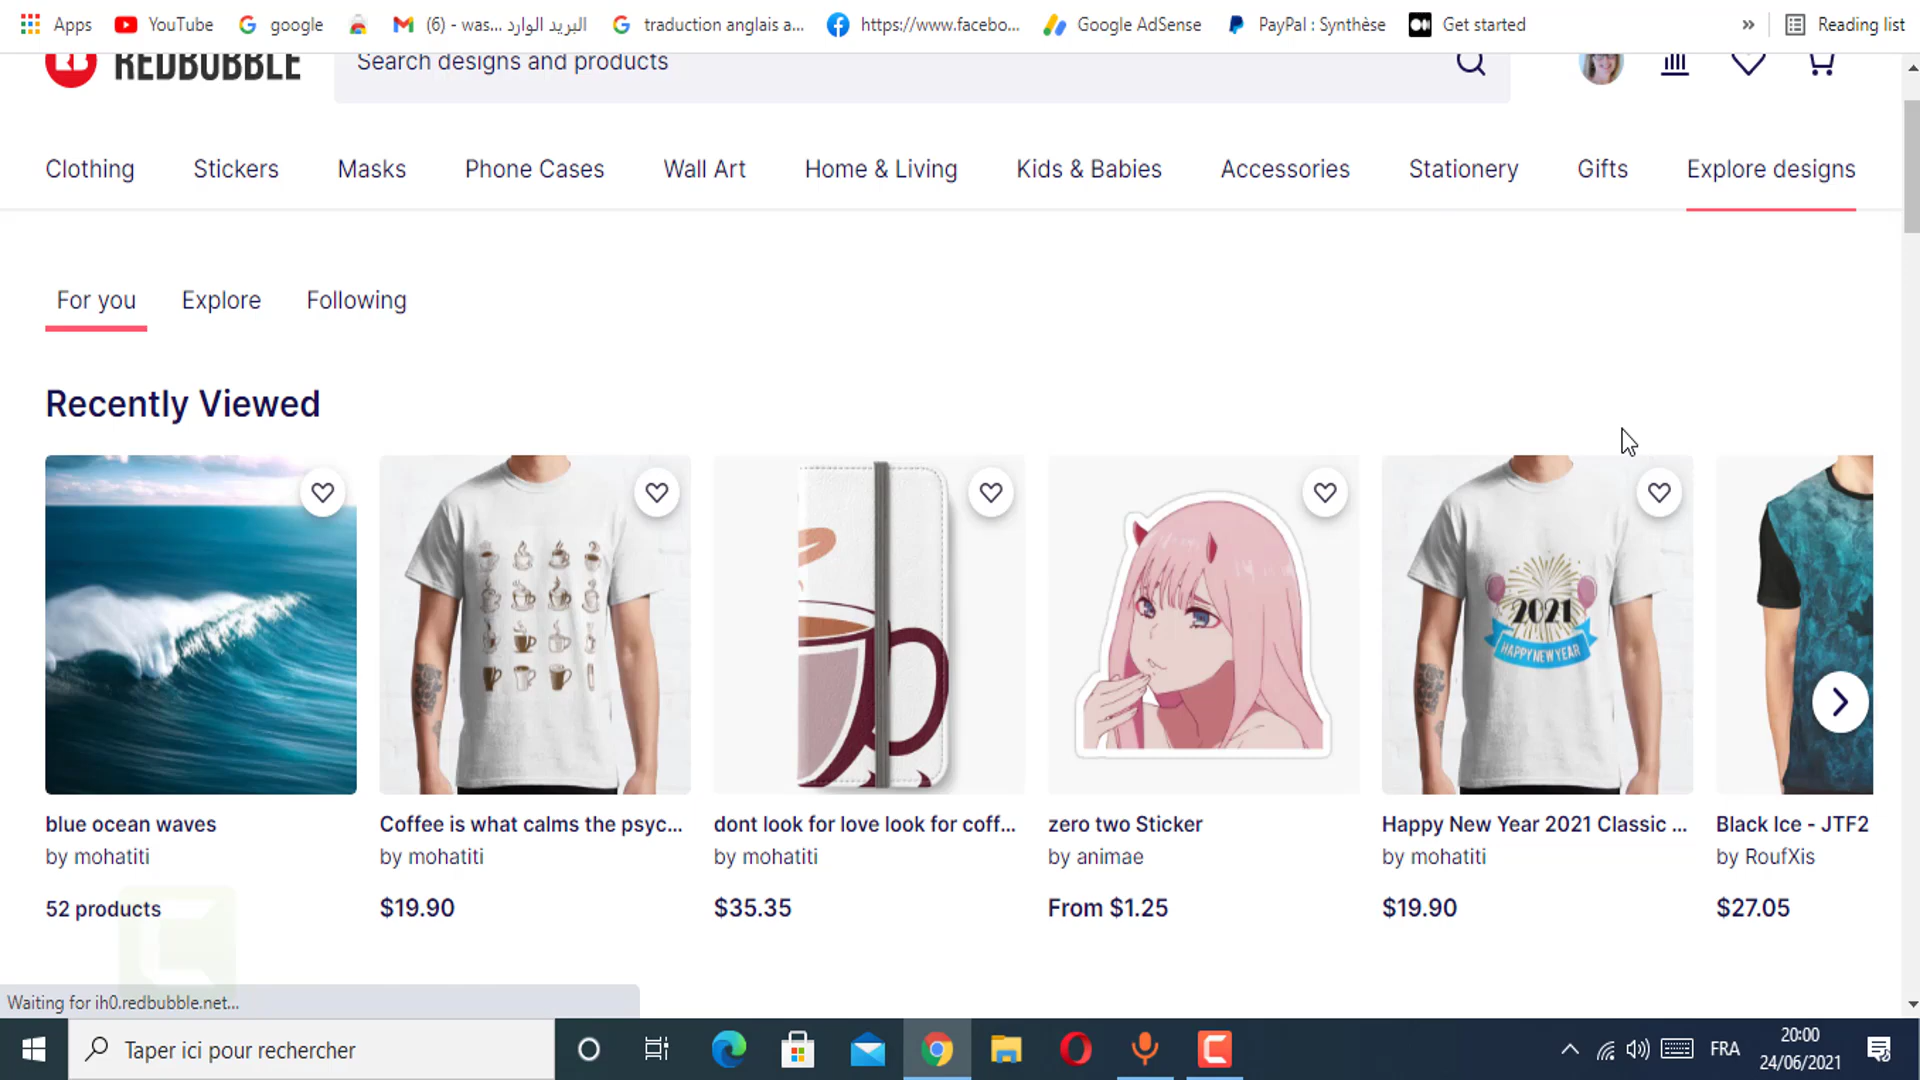 Apps YouTube google (6) - was... البريد الوارد traduction anglais a... https://www.facebo... Google AdSense PayPal : Synthèse Get started » Reading list
REDBUBBLE Search designs and products
Clothing Stickers Masks Phone Cases Wall Art Home & Living Kids & Babies Accessories Stationery Gifts Explore designs
For you Explore Following
Recently Viewed
2021
HAPPY NEW YEAR
blue ocean waves Coffee is what calms the psyc... dont look for love look for coff... zero two Sticker Happy New Year 2021 Classic ... Black Ice - JTF2
by mohatiti by mohatiti by mohatiti by animae by mohatiti by RoufXis
52 products $19.90 $35.35 From $1.25 $19.90 $27.05
Waiting for ih0.redbubble.net...
Taper ici pour rechercher FRA 20:00
24/06/2021